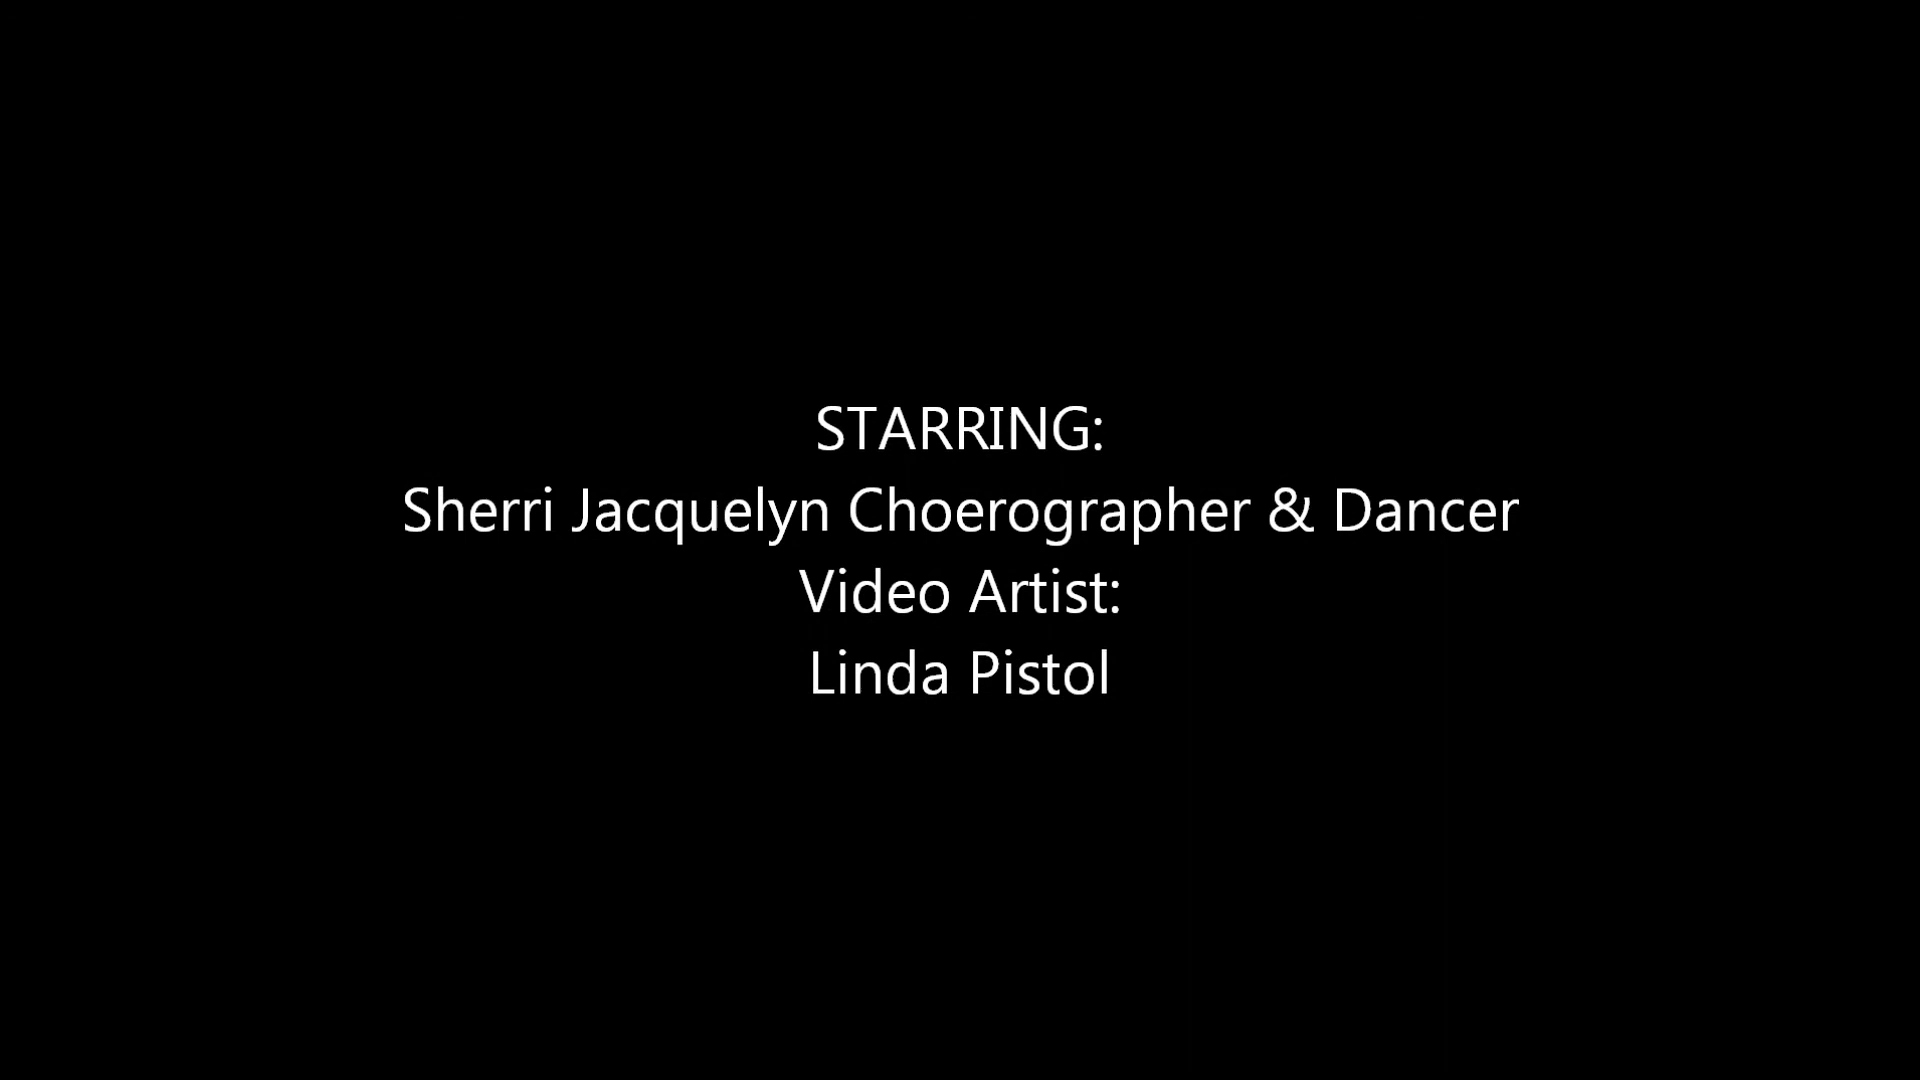 STARRING:
Sherri Jacquelyn Choerographer & Dancer
Video Artist:
Linda Pistol